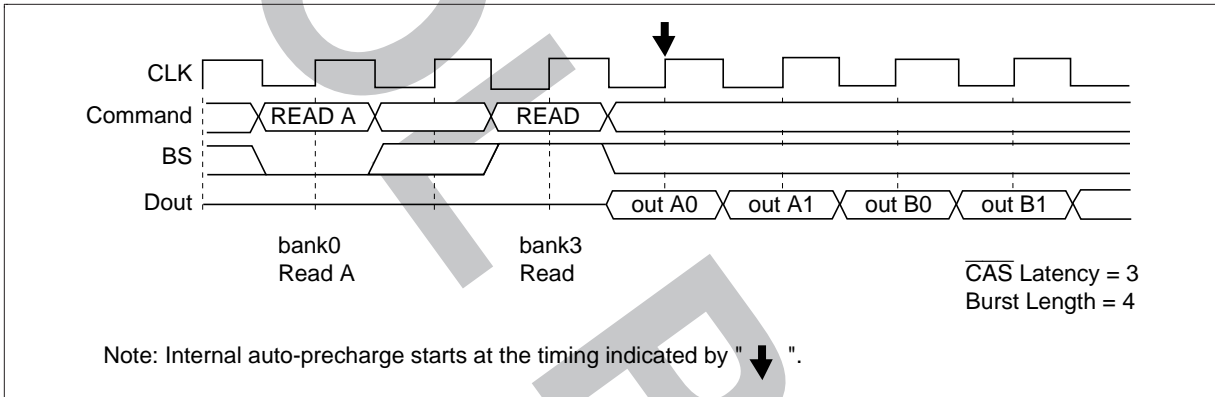 CLK
Command READ A READ
BS
Dout out A0 out A1 out B0 out B1
bank0 bank3
Read A Read
CAS Latency = 3
Burst Length = 4
Note: Internal auto-precharge starts at the timing indicated by " ".